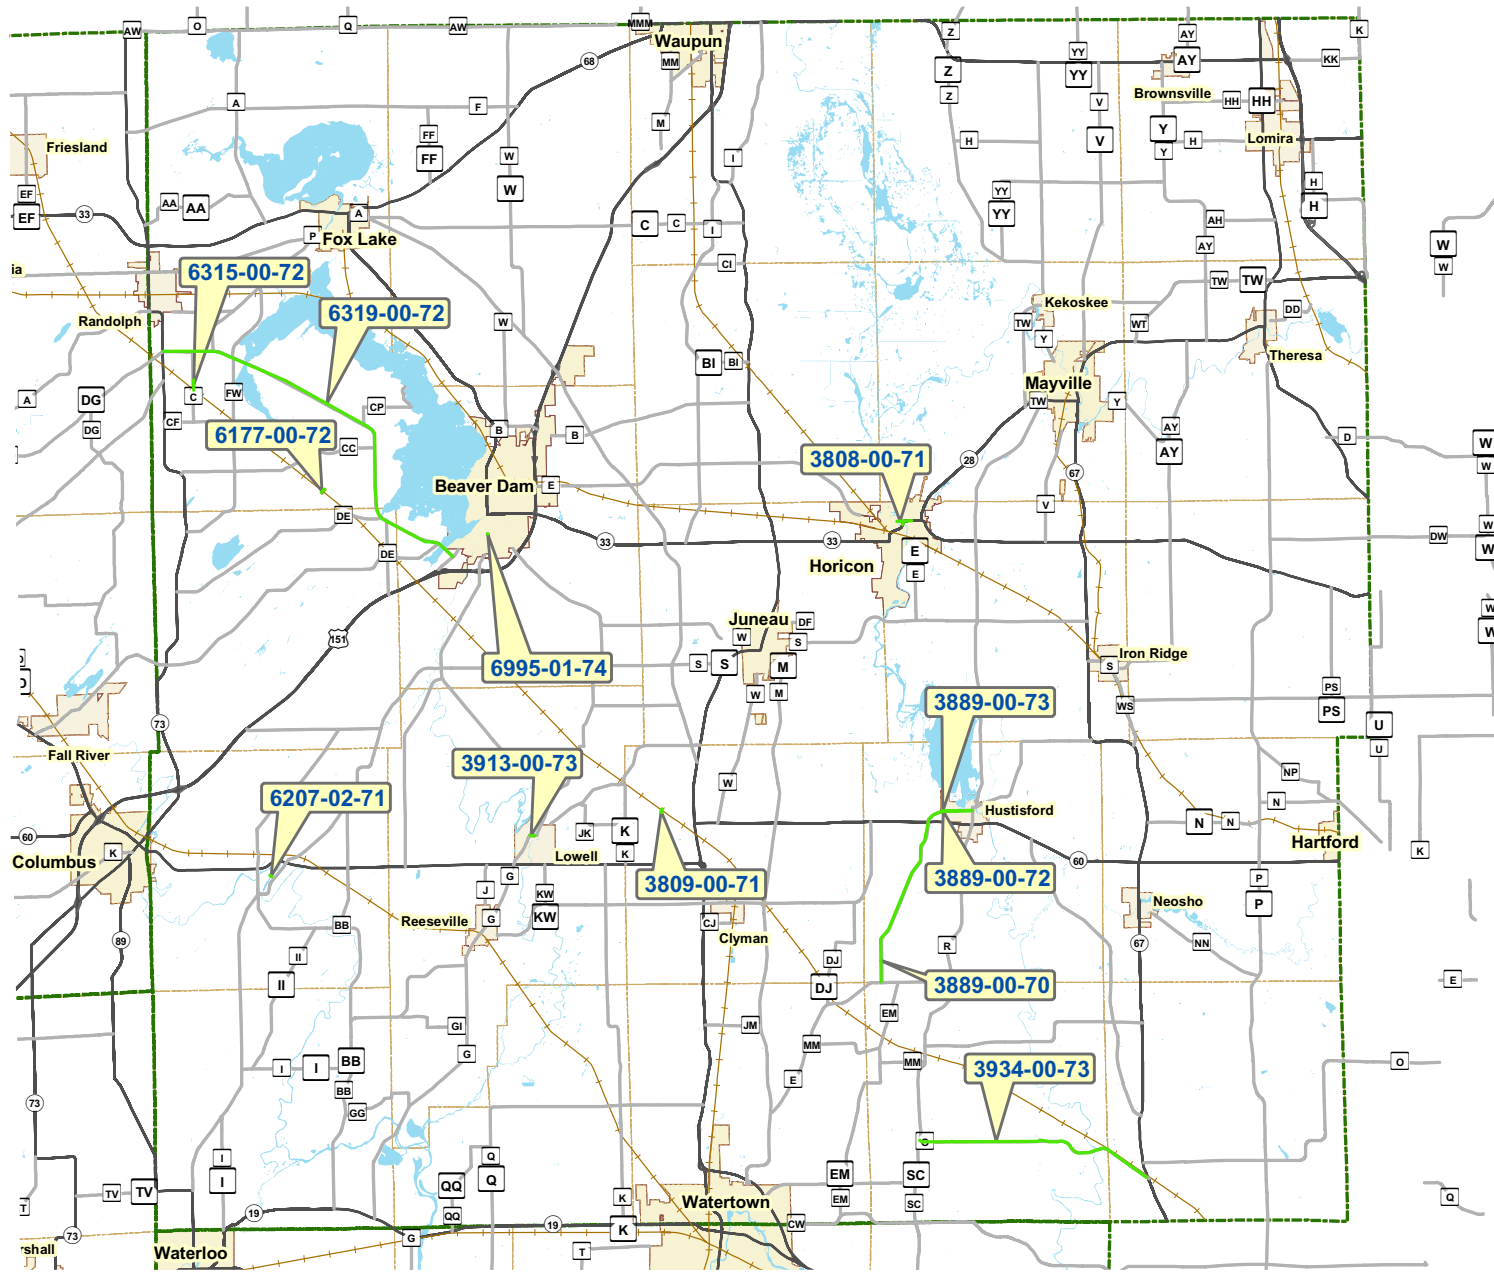 AW
O
Q
AW
MMM
Waupun
MM
68
Z
Z
Z
YY
YY
AY
AY
Brownsville
KK
K
A
F
FF
FF
M
V
V
HH
HH
Lomira
Friesland
W
W
I
H
Y
Y
H
EF
EF
33
AA
AA
A
P
Fox Lake
C
C
I
YY
YY
H
H
AH
AY
W
W
ia
6315-00-72
CI
TW
TW
Randolph
6319-00-72
W
Kekoskee
TW
Y
WT
DD
Theresa
BI
BI
Mayville
TW
Y
A
DG
DG
C
FW
CP
CF
6177-00-72
CC
B
B
AY
AY
D
W
W
3808-00-71
28
67
Beaver Dam
E
V
DE
DE
33
33
Horicon
E
E
DW
W
W
151
Juneau
W
DF
S
6995-01-74
S
S
M
W
M
W
W
Iron Ridge
S
WS
PS
PS
U
U
73
Fall River
3889-00-73
3913-00-73
W
NP
6207-02-71
Hustisford
N
N
N
60
Columbus
K
JK
K
K
Lowell
Hartford
K
G
J
3809-00-71
3889-00-72
60
KW
KW
P
P
Reeseville
G
CJ
Clyman
Neosho
89
BB
II
II
R
67
NN
DJ
DJ
3889-00-70
E
GI
G
JM
EM
MM
MM
I
I
BB
BB
GG
E
3934-00-73
O
73
I
I
Q
Q
QQ
QQ
C
EM
EM
SC
SC
TV
TV
T
K
K
Watertown
Q
19
19
CW
73
rshall
Waterloo
G
T